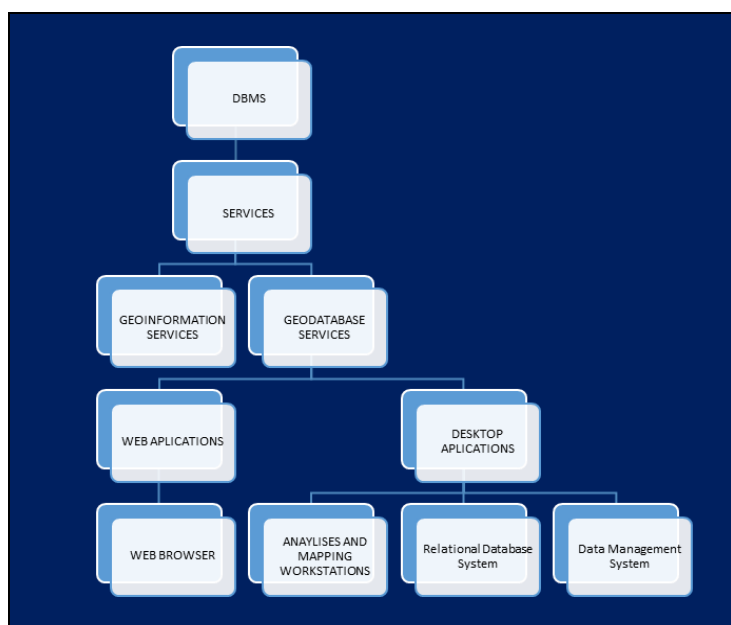 DBMS
SERVICES
GEOINFORMATION
SERVICES
GEODATABASE
SERVICES
WEB APLICATIONS
DESKTOP
APLICATIONS
WEB BROWSER
ANAYLISES AND
MAPPING
WORKSTATIONS
Relational Database
System
Data Management
System